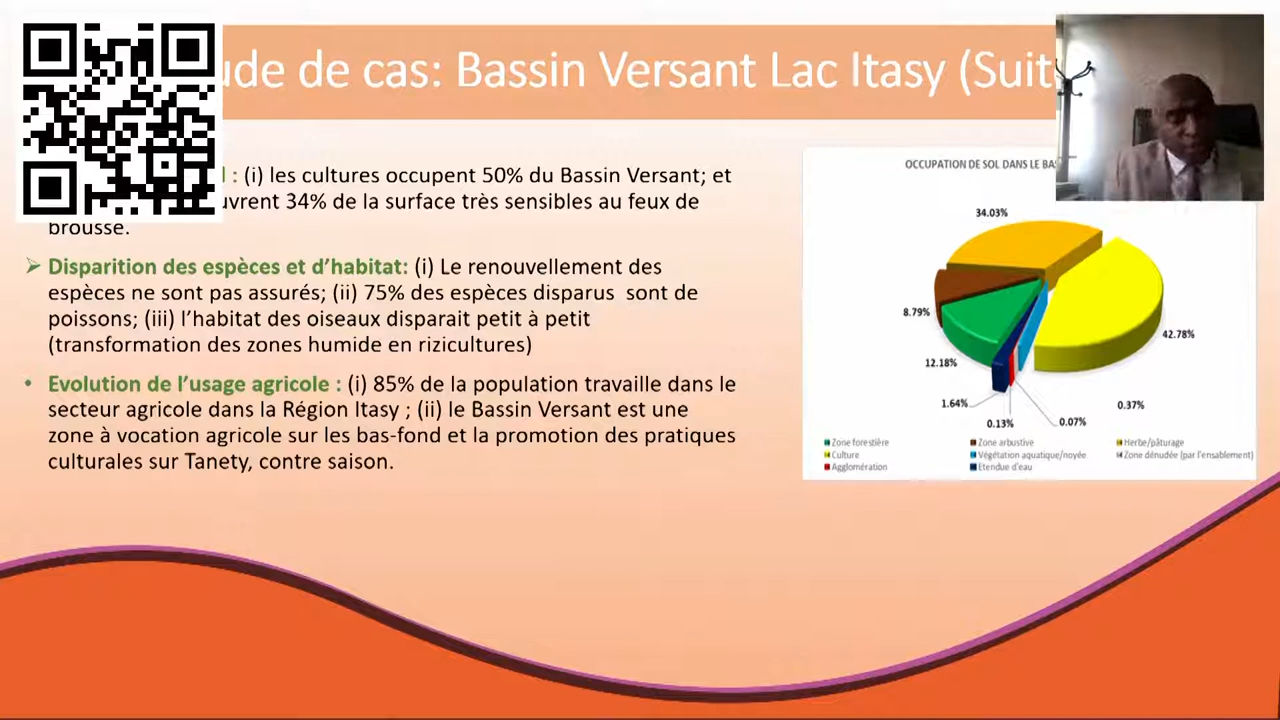 ude de cas: Bassin Versant Lac Itasy (Suit
l : (i) les cultures occupent 50% du Bassin Versant; et
uvrent 34% de la surface très sensibles au feux de
brousse.
Disparition des espèces et d’habitat: (i) Le renouvellement des
espèces ne sont pas assurés; (ii) 75% des espèces disparus sont de
poissons; (iii) l’habitat des oiseaux disparait petit à petit
(transformation des zones humide en rizicultures)
• Evolution de l’usage agricole : (i) 85% de la population travaille dans le
secteur agricole dans la Région Itasy ; (ii) le Bassin Versant est une
zone à vocation agricole sur les bas-fond et la promotion des pratiques
culturales sur Tanety, contre saison.
OCCUPATION DE SOL DANS LE BAS
34.03%
8.79%
42.78%
12.18%
1.64%
0.13%
0.07%
0.37%
Zone forestière
Zone arbustive
Herbe/pâturage
Culture
Végétation aquatique/noyée
Zone dénudée (par l'ensablement)
Agglomération
Etendue d'eau